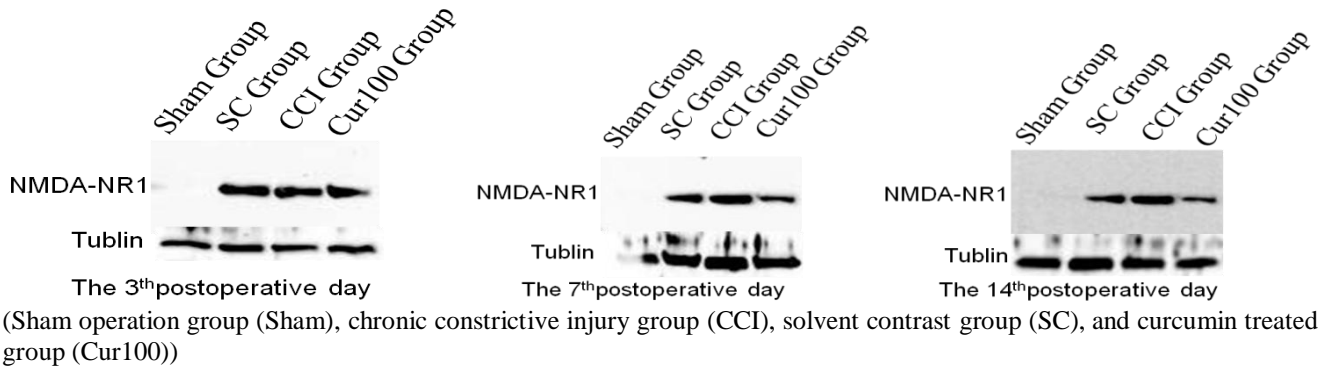 Sham Group
SC Group
CCI Group
Cur100 Group
NMDA-NR1
Tublin
The 3thpostoperative day
Sham Group
SC Group
CCI Group
Cur100 Group
NMDA-NR1
Tublin
The 7thpostoperative day
Sham Group
SC Group
CCI Group
Cur100 Group
NMDA-NR1
Tublin
The 14thpostoperative day
(Sham operation group (Sham), chronic constrictive injury group (CCI), solvent contrast group (SC), and curcumin treated
group (Cur100))